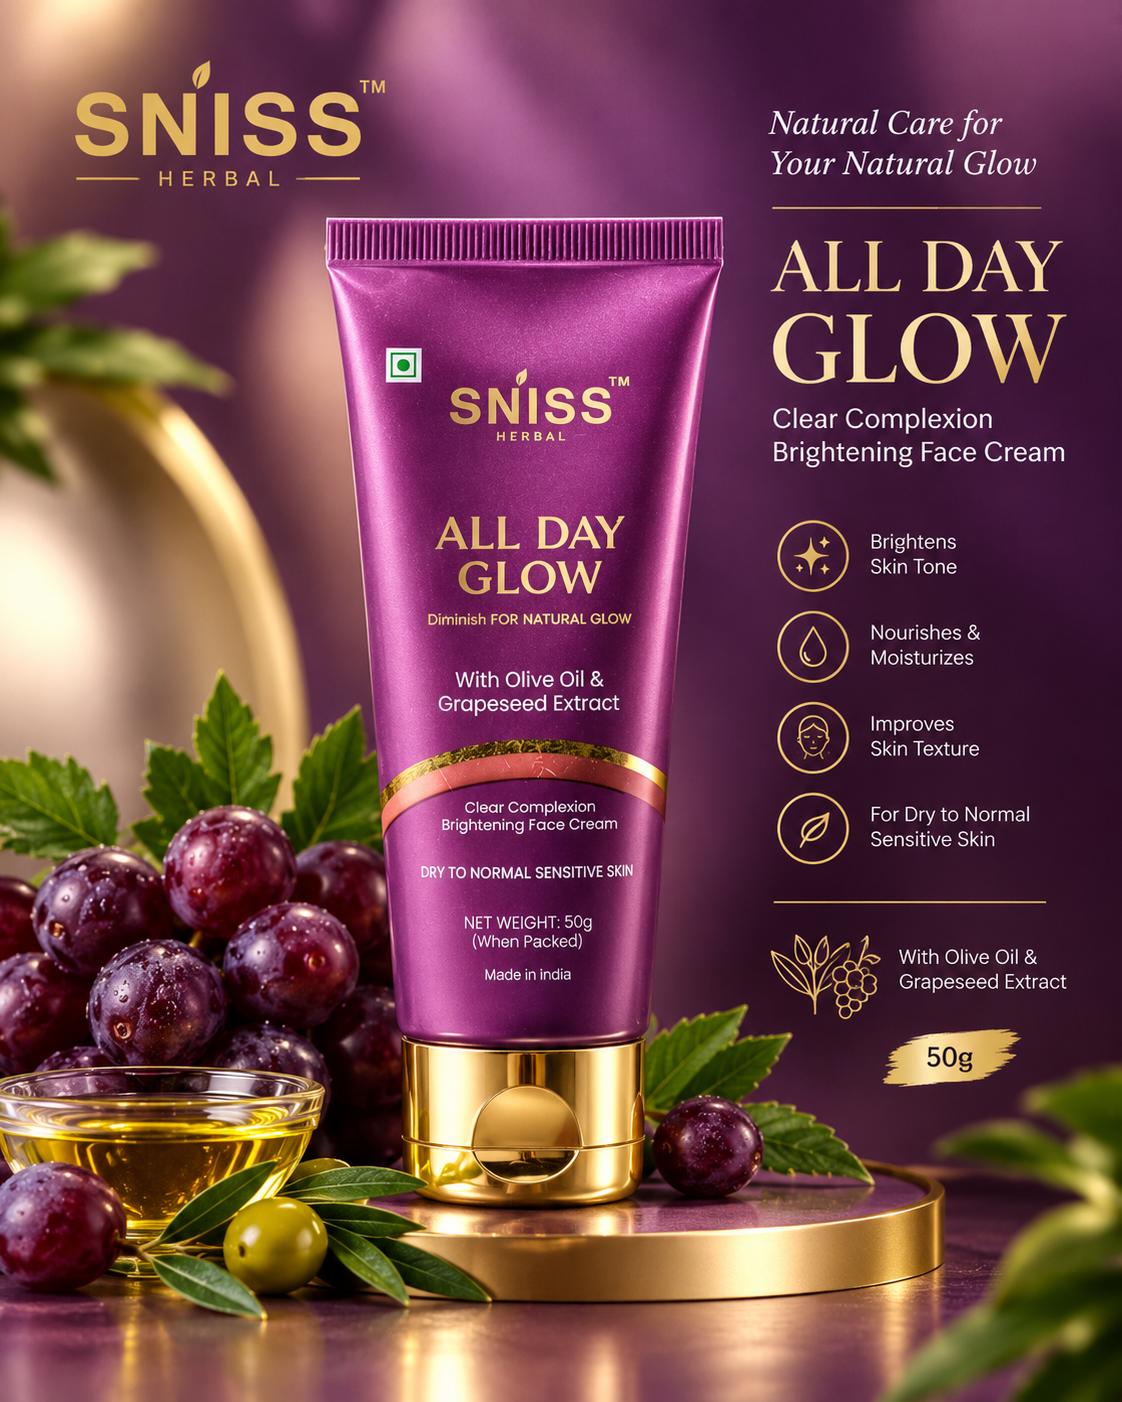 SNISS™
HERBAL
Natural Care for
Your Natural Glow
ALL DAY
GLOW
Clear Complexion
Brightening Face Cream
Brightens
Skin Tone
Nourishes &
Moisturizes
Improves
Skin Texture
For Dry to Normal
Sensitive Skin
With Olive Oil &
Grapeseed Extract
50g
SNISS™
HERBAL
ALL DAY
GLOW
Diminish FOR NATURAL GLOW
With Olive Oil &
Grapeseed Extract
Clear Complexion
Brightening Face Cream
DRY TO NORMAL SENSITIVE SKIN
NET WEIGHT: 50g
(When Packed)
Made in india